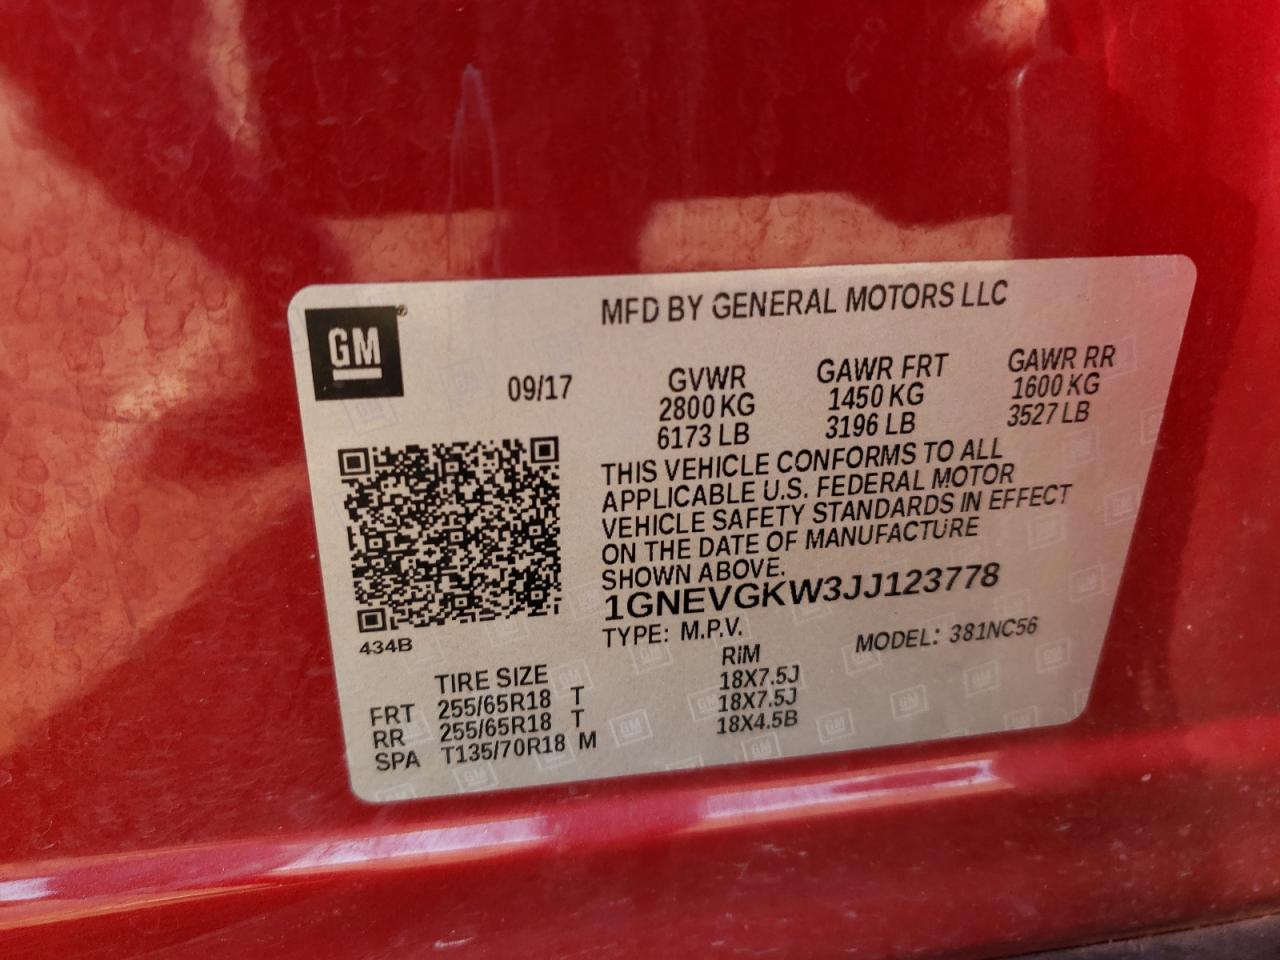 MFD BY GENERAL MOTORS LLC
GM®
09/17
GVWR GAWR FRT GAWR RR
2800 KG 1450 KG 1600 KG
6173 LB 3196 LB 3527 LB
THIS VEHICLE CONFORMS TO ALL
APPLICABLE U.S. FEDERAL MOTOR
VEHICLE SAFETY STANDARDS IN EFFECT
ON THE DATE OF MANUFACTURE
SHOWN ABOVE.
1GNEVGKW3JJ123778
434B
TYPE: M.P.V. MODEL: 381NC56
TIRE SIZE RIM
FRT 255/65R18 T 18X7.5J
RR 255/65R18 T 18X7.5J
SPA T135/70R18 M 18X4.5B